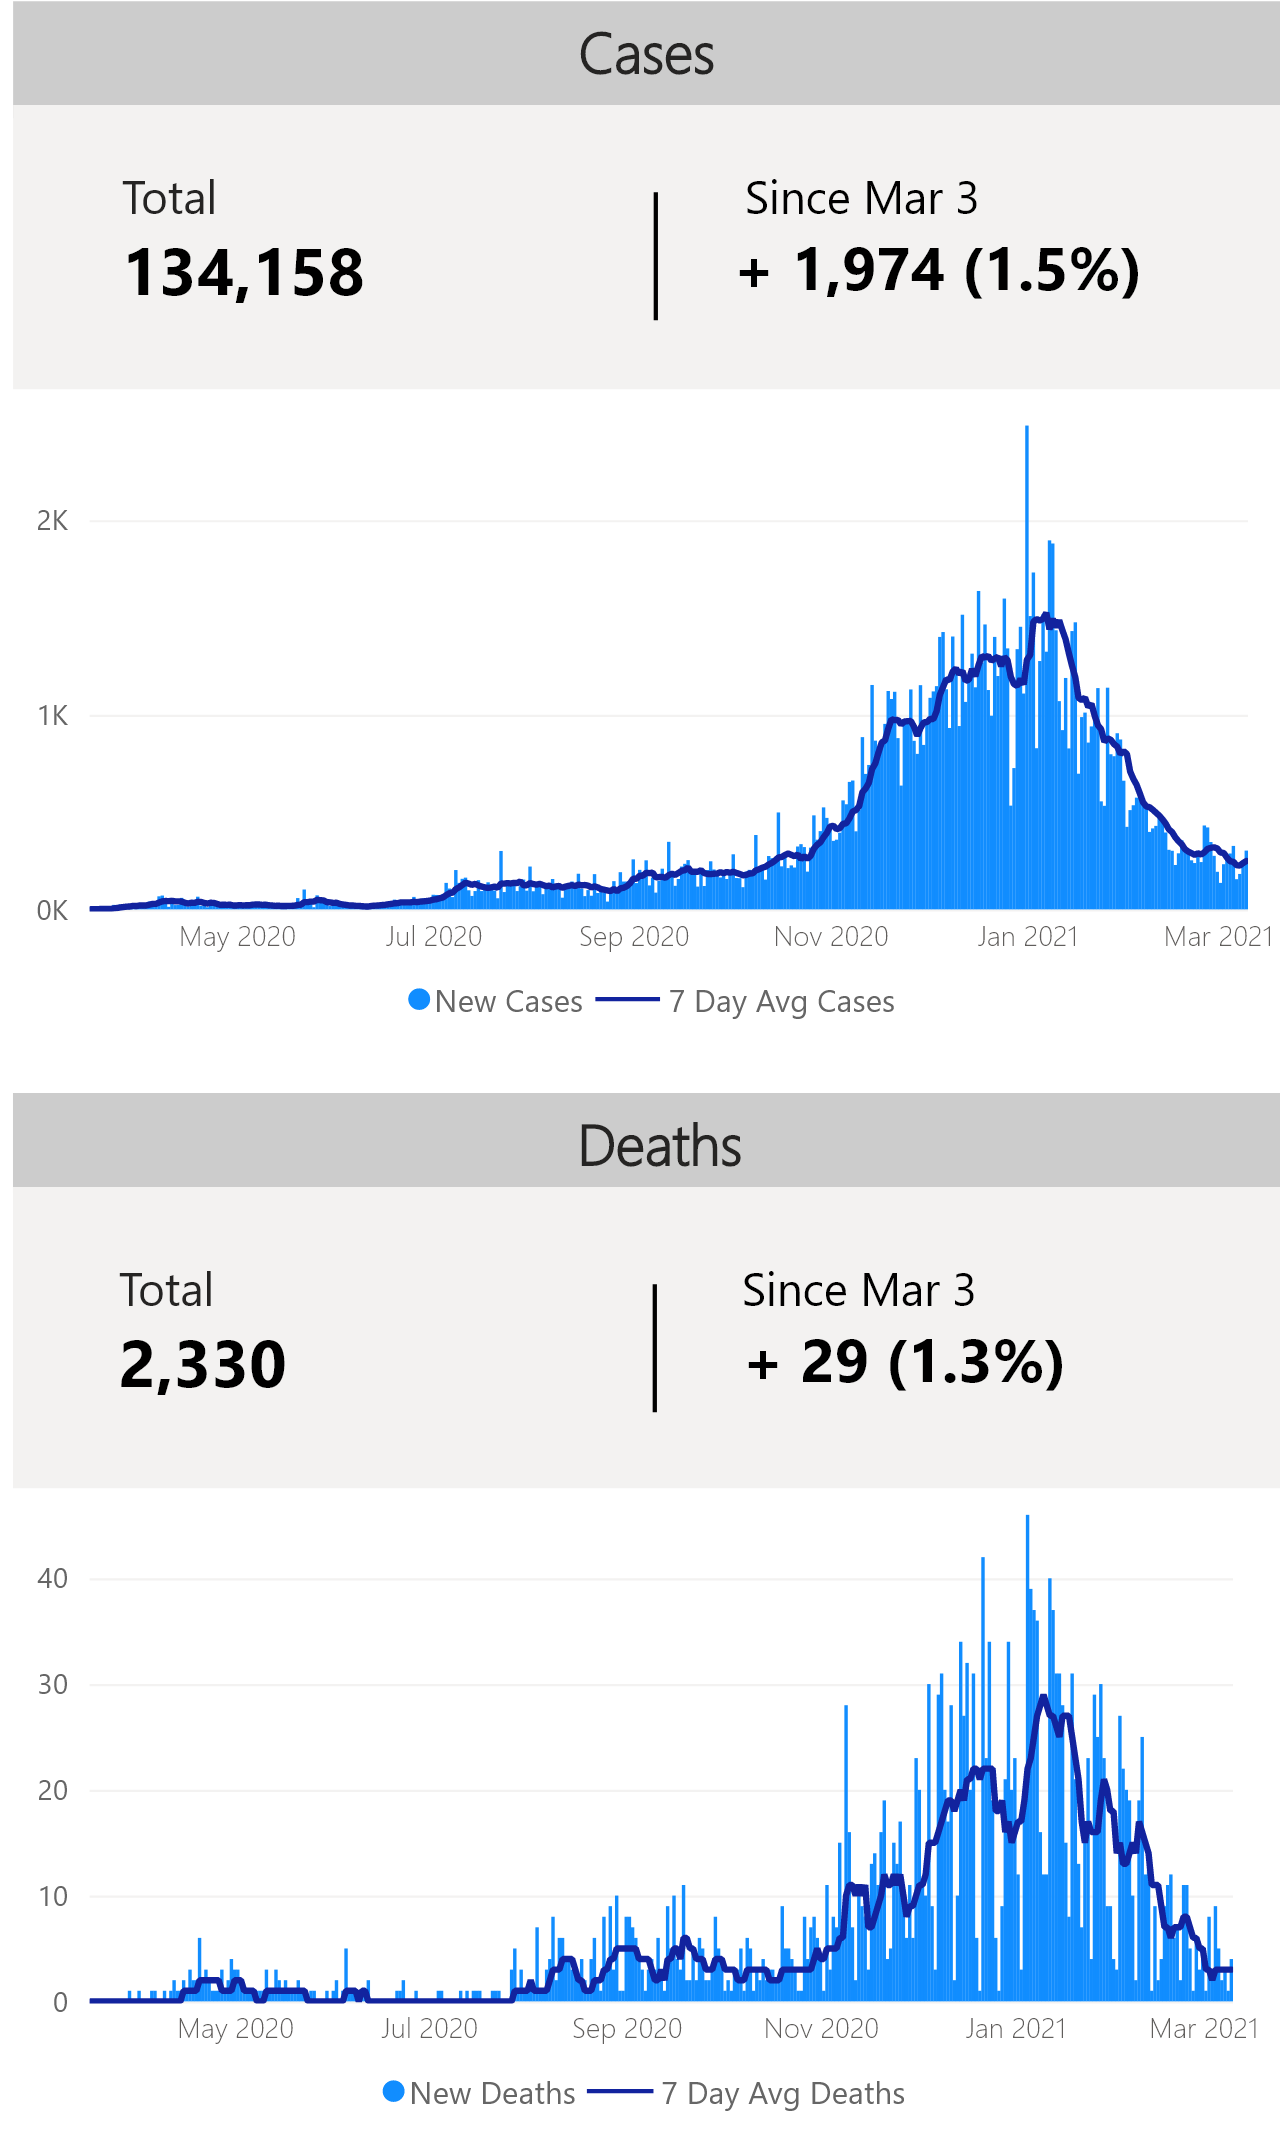 Cases
Total
Since Mar 3
134,158
+ 1,974 (1.5%)
2K
1K
0K
May 2020 Jul 2020 Sep 2020 Nov 2020 Jan 2021 Mar 2021
New Cases 7 Day Avg Cases
Deaths
Total
Since Mar 3
2,330
+ 29 (1.3%)
40
30
20
10
0
May 2020 Jul 2020 Sep 2020 Nov 2020 Jan 2021 Mar 2021
New Deaths 7 Day Avg Deaths